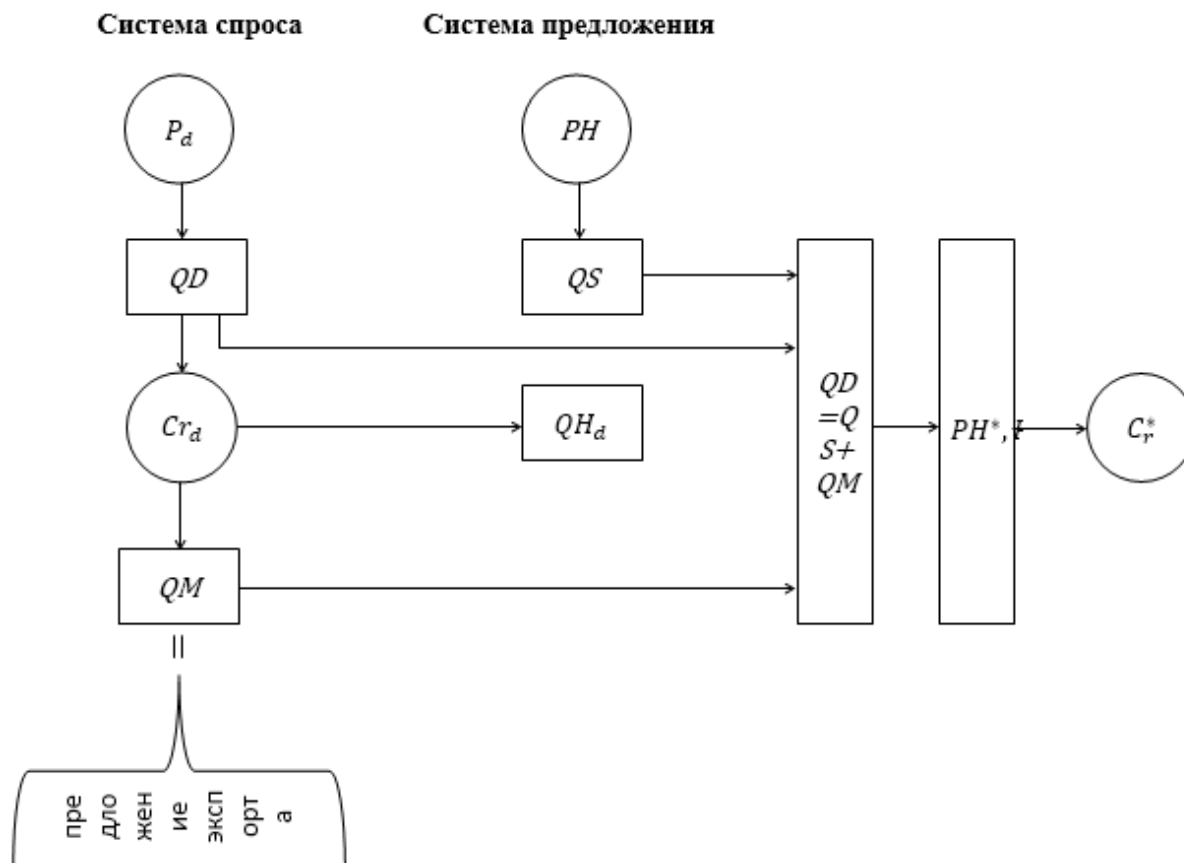 Система спроса
Система предложения
P_d
PH
QD
QS
Cr_d
QH_d
QD
=Q
S+
QM
PH*,
C_r^*
QM
=
пре
дло
жен
ие
эксп
орт
а